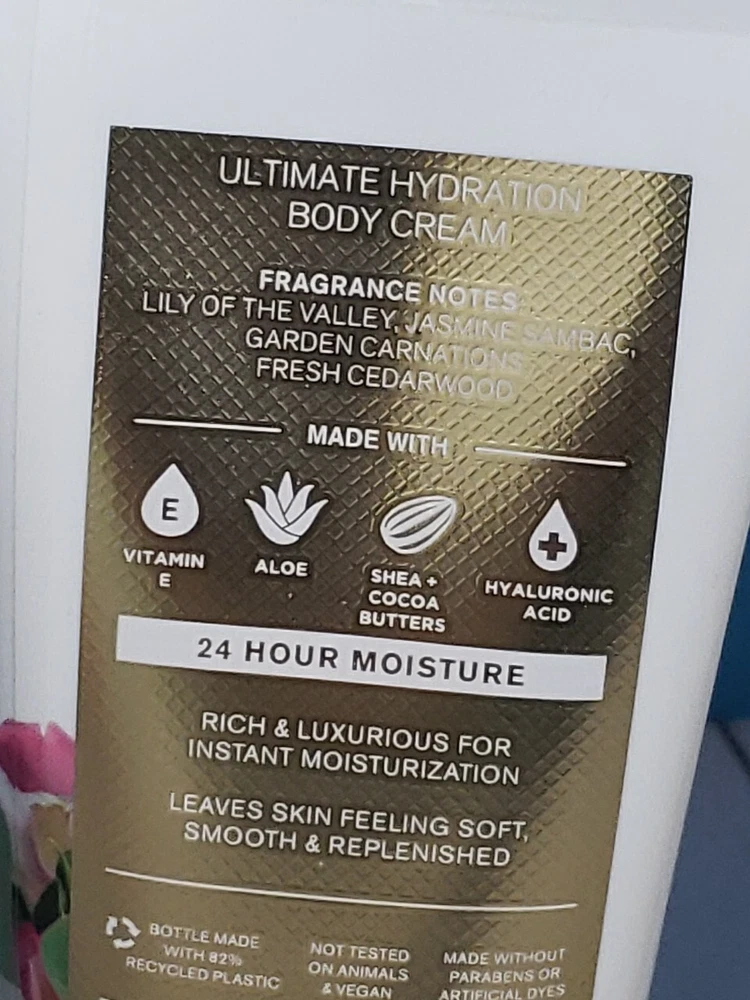 ULTIMATE HYDRATION
BODY CREAM
FRAGRANCE NOTES:
LILY OF THE VALLEY, JASMINE SAMBAC,
GARDEN CARNATIONS,
FRESH CEDARWOOD
MADE WITH
E
VITAMIN
E
ALOE
SHEA +
COCOA
BUTTERS
HYALURONIC
ACID
24 HOUR MOISTURE
RICH & LUXURIOUS FOR
INSTANT MOISTURIZATION
LEAVES SKIN FEELING SOFT,
SMOOTH & REPLENISHED
BOTTLE MADE
WITH 82%
RECYCLED PLASTIC
NOT TESTED
ON ANIMALS
& VEGAN
MADE WITHOUT
PARABENS OR
ARTIFICIAL DYES